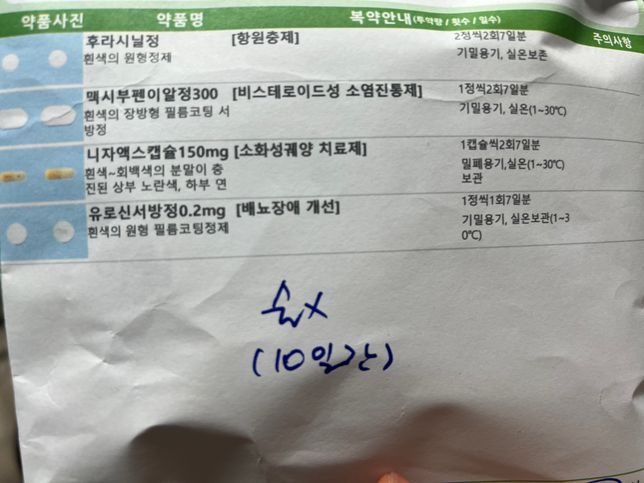 약품사진 약품명 복약안내(투약량 / 횟수 / 일수) 주의사항
후라시닐정 [항원충제] 2정씩2회7일분
흰색의 원형정제 기밀용기, 실온보존
맥시부펜이알정300 [비스테로이드성 소염진통제] 1정씩2회7일분
흰색의 장방형 필름코팅 서 기밀용기, 실온(1~30℃)
방정
니자액스캡슐150mg [소화성궤양 치료제] 1캡슐씩2회7일분
흰색~회백색의 분말이 충 밀폐용기,실온(1~30℃)
진된 상부 노란색, 하부 연 보관
유로신서방정0.2mg [배뇨장애 개선] 1정씩1회7일분
흰색의 원형 필름코팅정제 기밀용기, 실온보관(1~3
0℃)
술X
(10일간)